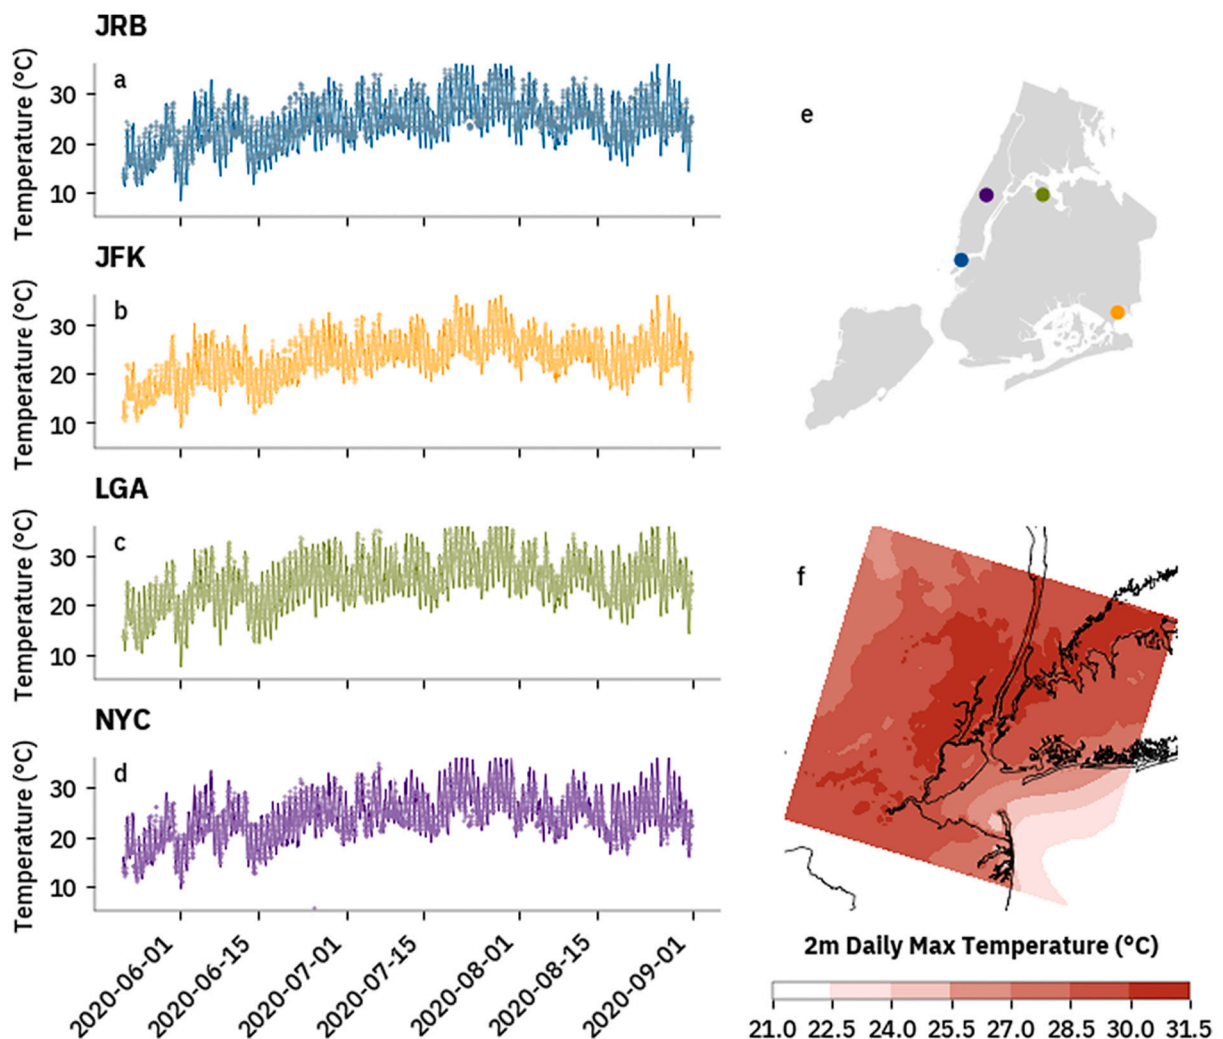 JRB
Temperature (°C)
a
30
20
10
JFK
Temperature (°C)
b
30
20
10
LGA
Temperature (°C)
c
30
20
10
NYC
Temperature (°C)
d
30
20
10
2020-06-01
2020-06-15
2020-07-01
2020-07-15
2020-08-01
2020-08-15
2020-09-01
e
f
2m Daily Max Temperature (°C)
21.0 22.5 24.0 25.5 27.0 28.5 30.0 31.5